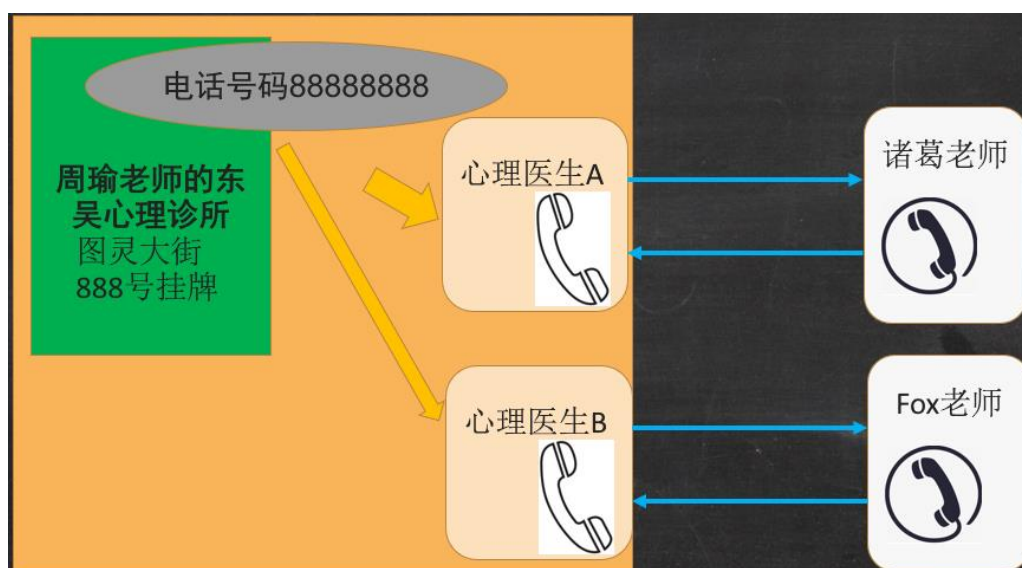 电话号码88888888
周瑜老师的东
吴心理诊所
图灵大街
888号挂牌
心理医生A
诸葛老师
心理医生B
Fox老师